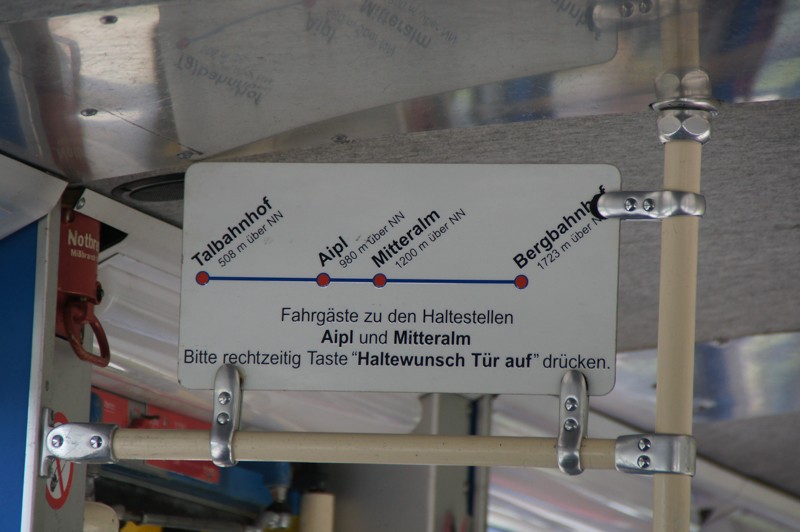 Talbahnhof
508 m über NN
Aipl
980 m über NN
Mitteralm
1200 m über NN
Bergbahnhof
1723 m über
Fahrgäste zu den Haltestellen
Aipl und Mitteralm
Bitte rechtzeitig Taste “Haltewunsch Tür auf” drücken.